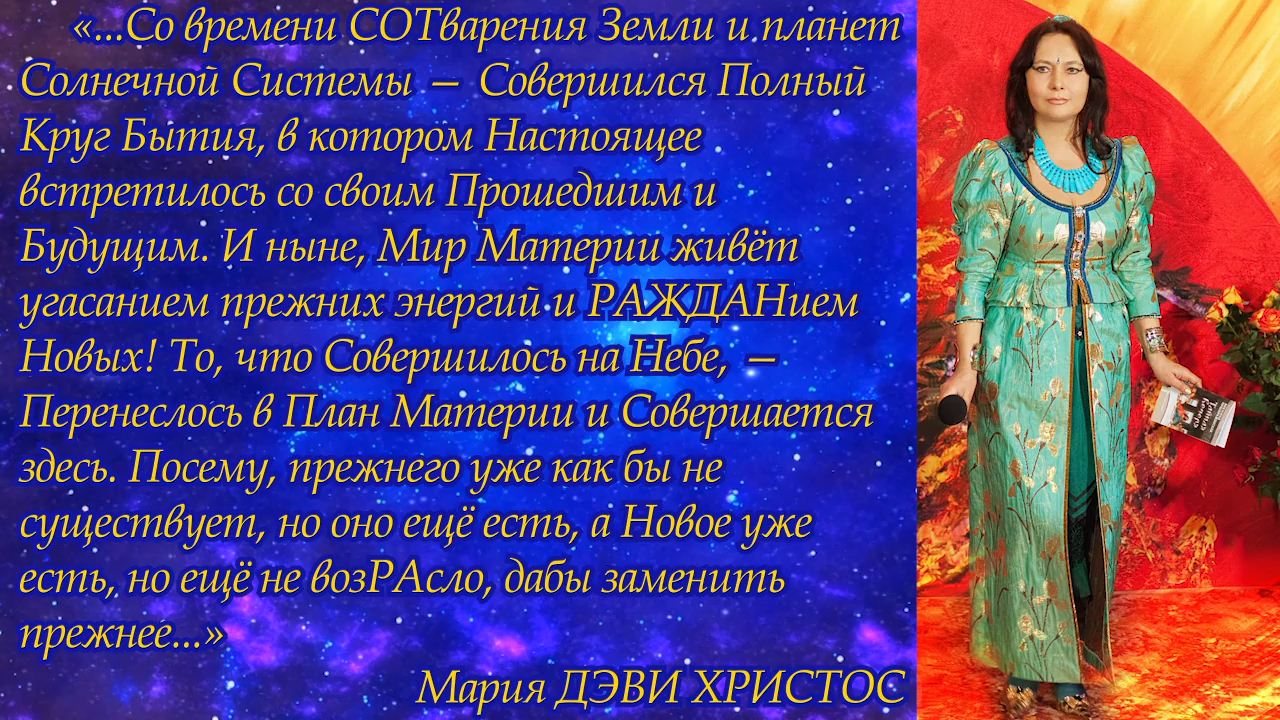 «...Со времени СОТварения Земли и планет
Солнечной Системы – Совершился Полный
Круг Бытия, в котором Настоящее
встретилось со своим Прошедшим и
Будущим. И ныне, Мир Материи живёт
угасанием прежних энергий и РАЖДАНием
Новых! То, что Совершилось на Небе, –
Перенеслось в План Материи и Совершается
здесь. Посему, прежнего уже как бы не
существует, но оно ещё есть, а Новое уже
есть, но ещё не возРАсло, дабы заменить
прежнее...»
Мария ДЭВИ ХРИСТОС